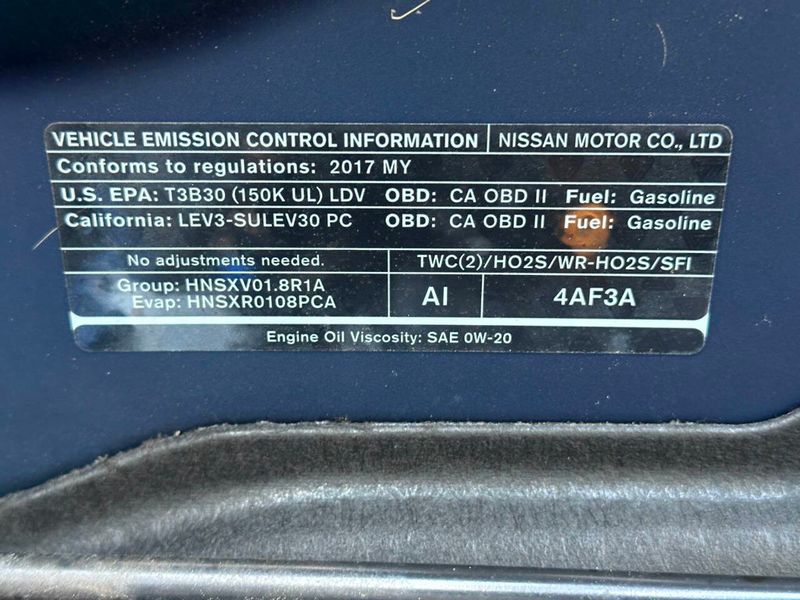 VEHICLE EMISSION CONTROL INFORMATION | NISSAN MOTOR CO., LTD
Conforms to regulations: 2017 MY
U.S. EPA: T3B30 (150K UL) LDV OBD: CA OBD II Fuel: Gasoline
California: LEV3-SULEV30 PC OBD: CA OBD II Fuel: Gasoline
No adjustments needed. TWC(2)/HO2S/WR-HO2S/SFI
Group: HNSXV01.8R1A
Evap: HNSXR0108PCA
AI 4AF3A
Engine Oil Viscosity: SAE 0W-20